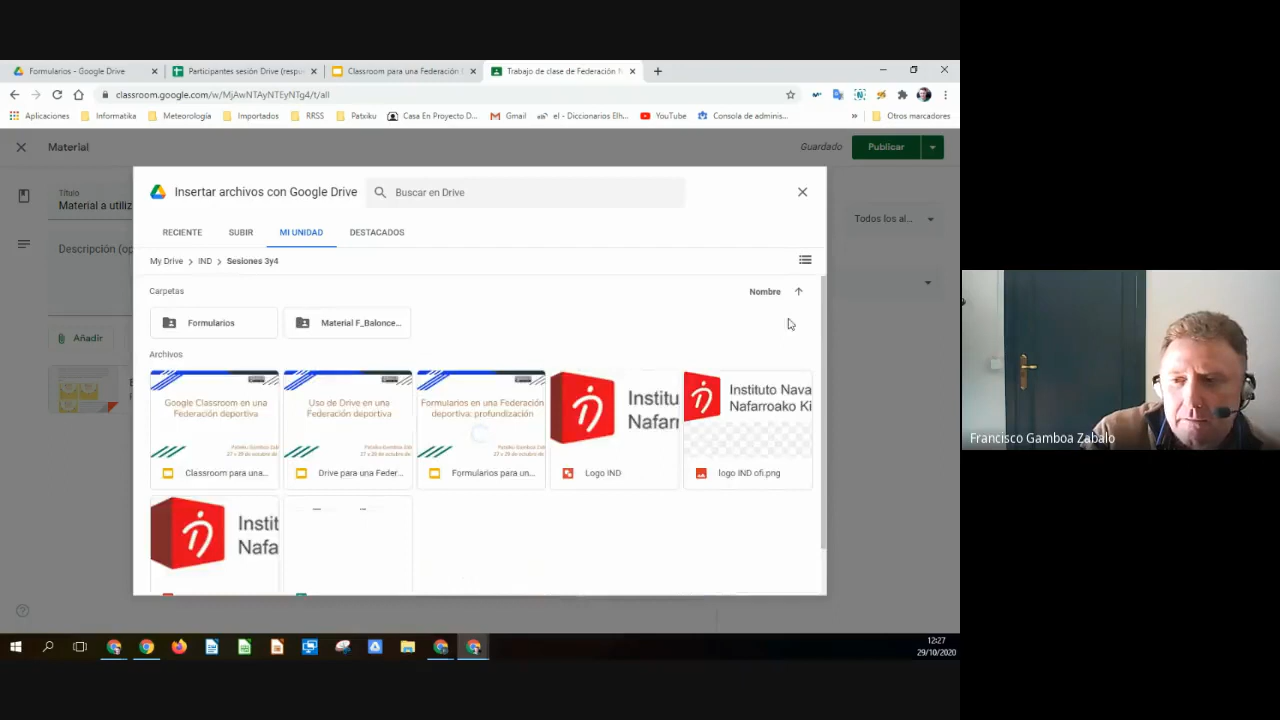 Formularios - Google Drive
Participantes sesión Drive (respu
Classroom para una Federación
Trabajo de clase de Federación N
classroom.google.com/w/MjAwNTAyNTEyNTg4/t/all
Aplicaciones
Informatika
Meteorología
Importados
RRSS
Patxiku
Casa En Proyecto D...
Gmail
el - Diccionarios Elh...
YouTube
Consola de adminis...
»
Otros marcadores
Material
Guardado
Publicar
Título
Material a utiliz
Descripción (op
Todos los al...
Añadir
Insertar archivos con Google Drive
Buscar en Drive
RECIENTE
SUBIR
MI UNIDAD
DESTACADOS
My Drive > IND > Sesiones 3y4
Carpetas
Nombre
Formularios
Material F_Balonce...
Archivos
Google Classroom en una
Federación deportiva
Uso de Drive en una
Federación deportiva
Formularios en una Federación
deportiva: profundización
Institu
Nafarr
Instituto Nava
Nafarroako Ki
Classroom para una...
Drive para una Feder...
Formularios para un...
Logo IND
logo IND ofi.png
Instit
Nafa
Francisco Gamboa Zabalo
12:27
29/10/2020